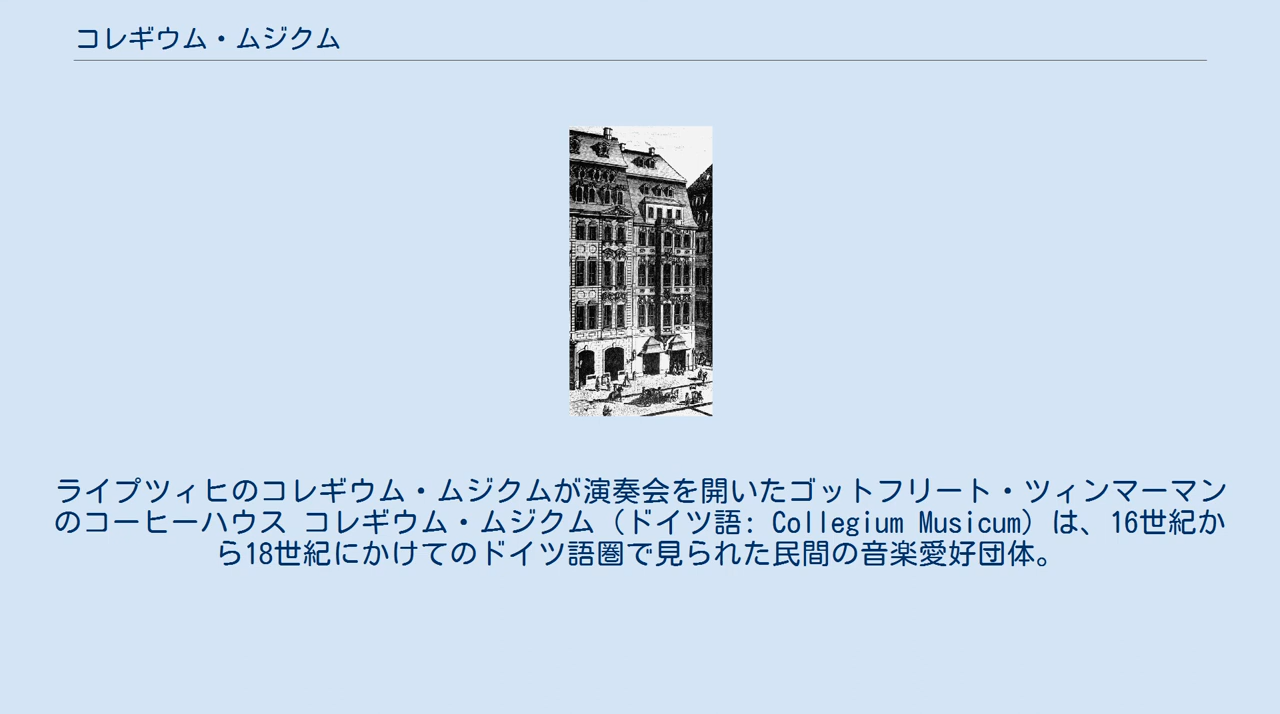 コレギウム・ムジクム
ライプツィヒのコレギウム・ムジクムが演奏会を開いたゴットフリート・ツィンマーマン
のコーヒーハウス コレギウム・ムジクム（ドイツ語: Collegium Musicum）は、16世紀か
ら18世紀にかけてのドイツ語圏で見られた民間の音楽愛好団体。